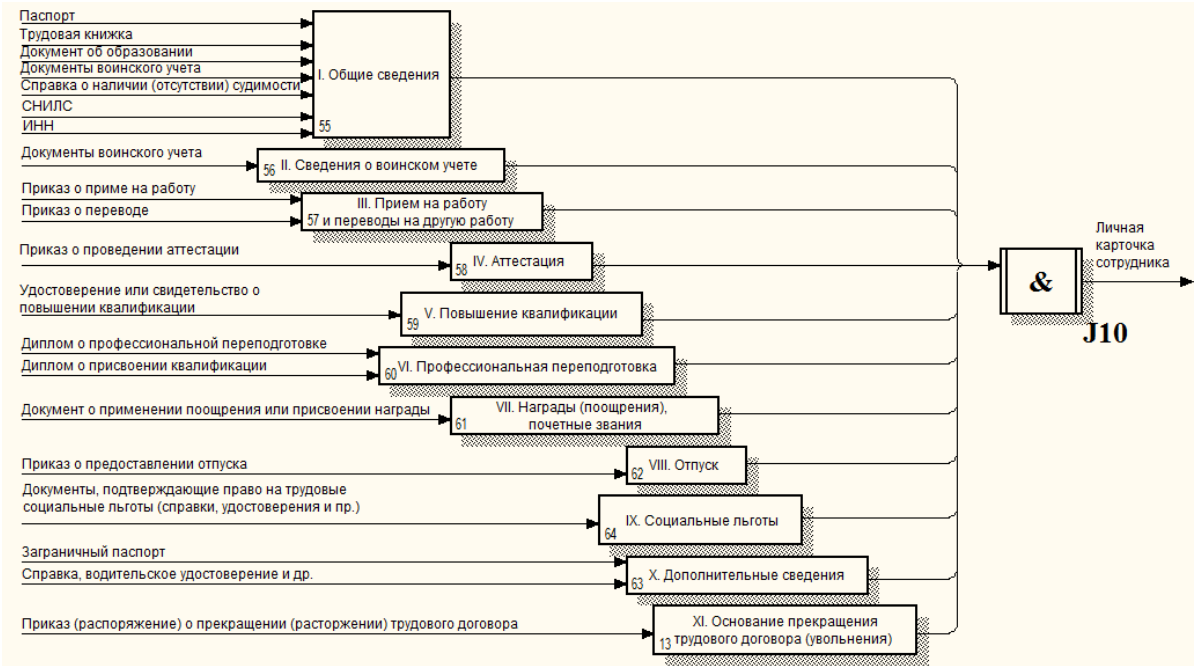 Паспорт
Трудовая книжка
Документ об образовании
Документы воинского учета
Справка о наличии (отсутствии) судимости
СНИЛС
ИНН
I. Общие сведения
55
Документы воинского учета
56 II. Сведения о воинском учете
Приказ о приме на работу
Приказ о переводе
III. Прием на работу
57 и переводы на другую работу
Приказ о проведении аттестации
IV. Аттестация
58
Удостоверение или свидетельство о
повышении квалификации
V. Повышение квалификации
59
Диплом о профессиональной переподготовке
Диплом о присвоении квалификации
VI. Профессиональная переподготовка
60
Документ о применении поощрения или присвоении награды
VII. Награды (поощрения),
почетные звания
61
Приказ о предоставлении отпуска
VIII. Отпуск
62
Документы, подтверждающие право на трудовые
социальные льготы (справки, удостоверения и пр.)
IX. Социальные льготы
64
Заграничный паспорт
Справка, водительское удостоверение и др.
X. Дополнительные сведения
63
Приказ (распоряжение) о прекращении (расторжении) трудового договора
XI. Основание прекращения
трудового договора (увольнения)
13
&
J10
Личная
карточка
сотрудника